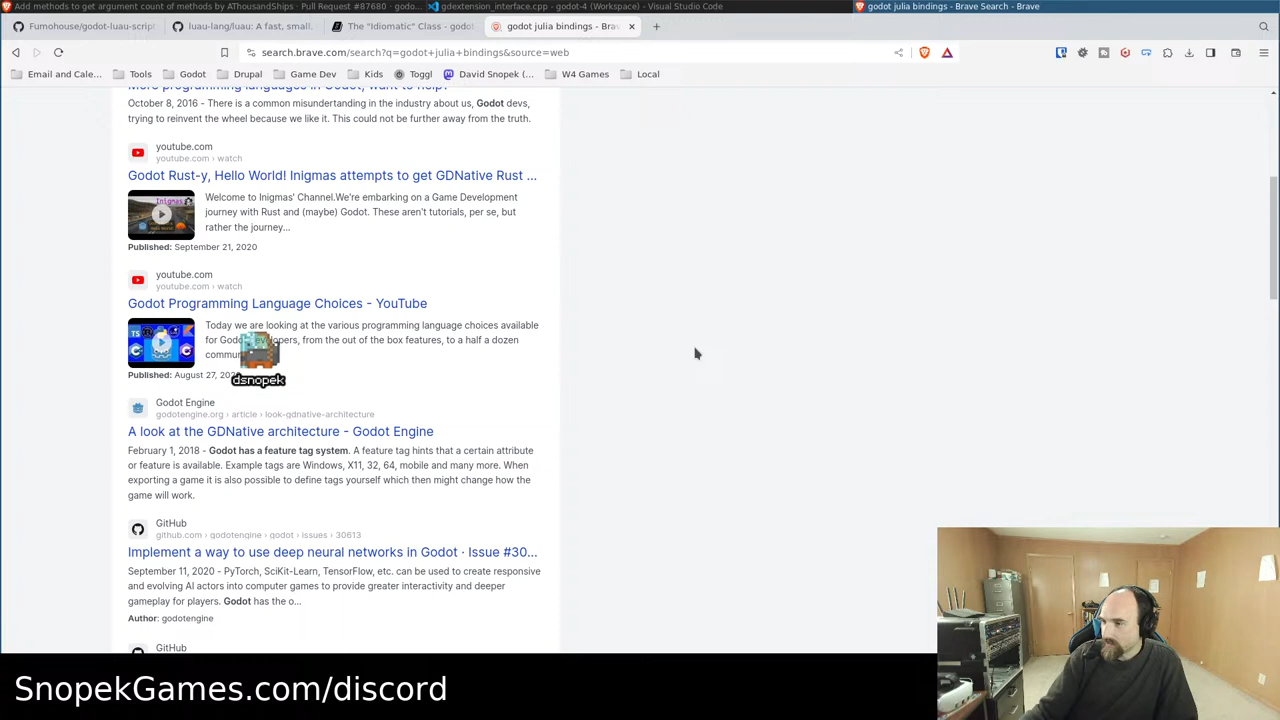 Add methods to get argument count of methods by AThousandShips · Pull Request #87680 · godo...
gdextension_interface.cpp - godot-4 (Workspace) - Visual Studio Code
godot julia bindings - Brave Search - Brave
Fumohouse/godot-luau-script
luau-lang/luau: A fast, small,
The "Idiomatic" Class - godot-
godot julia bindings - Bra
search.brave.com/search?q=godot+julia+bindings&source=web
Email and Cale...
Tools
Godot
Drupal
Game Dev
Kids
Toggl
David Snopek (...
W4 Games
Local
More programming languages in Godot, want to help?
October 8, 2016 - There is a common misundertanding in the industry about us, Godot devs,
trying to reinvent the wheel because we like it. This could not be further away from the truth.
youtube.com
youtube.com › watch
Godot Rust-y, Hello World! Inigmas attempts to get GDNative Rust ...
Welcome to Inigmas' Channel.We're embarking on a Game Development
journey with Rust and (maybe) Godot. These aren't tutorials, per se, but
rather the journey...
Published: September 21, 2020
youtube.com
youtube.com › watch
Godot Programming Language Choices - YouTube
Today we are looking at the various programming language choices available
for Godot developers, from the out of the box features, to a half a dozen
commun
Published: August 27, 202
dsnopek
Godot Engine
godotengine.org › article › look-gdnative-architecture
A look at the GDNative architecture - Godot Engine
February 1, 2018 - Godot has a feature tag system. A feature tag hints that a certain attribute
or feature is available. Example tags are Windows, X11, 32, 64, mobile and many more. When
exporting a game it is also possible to define tags yourself which then might change how the
game will work.
GitHub
github.com › godotengine › godot › issues › 30613
Implement a way to use deep neural networks in Godot · Issue #30...
September 11, 2020 - PyTorch, SciKit-Learn, TensorFlow, etc. can be used to create responsive
and evolving AI actors into computer games to provide greater interactivity and deeper
gameplay for players. Godot has the o...
Author: godotengine
GitHub
SnopekGames.com/discord